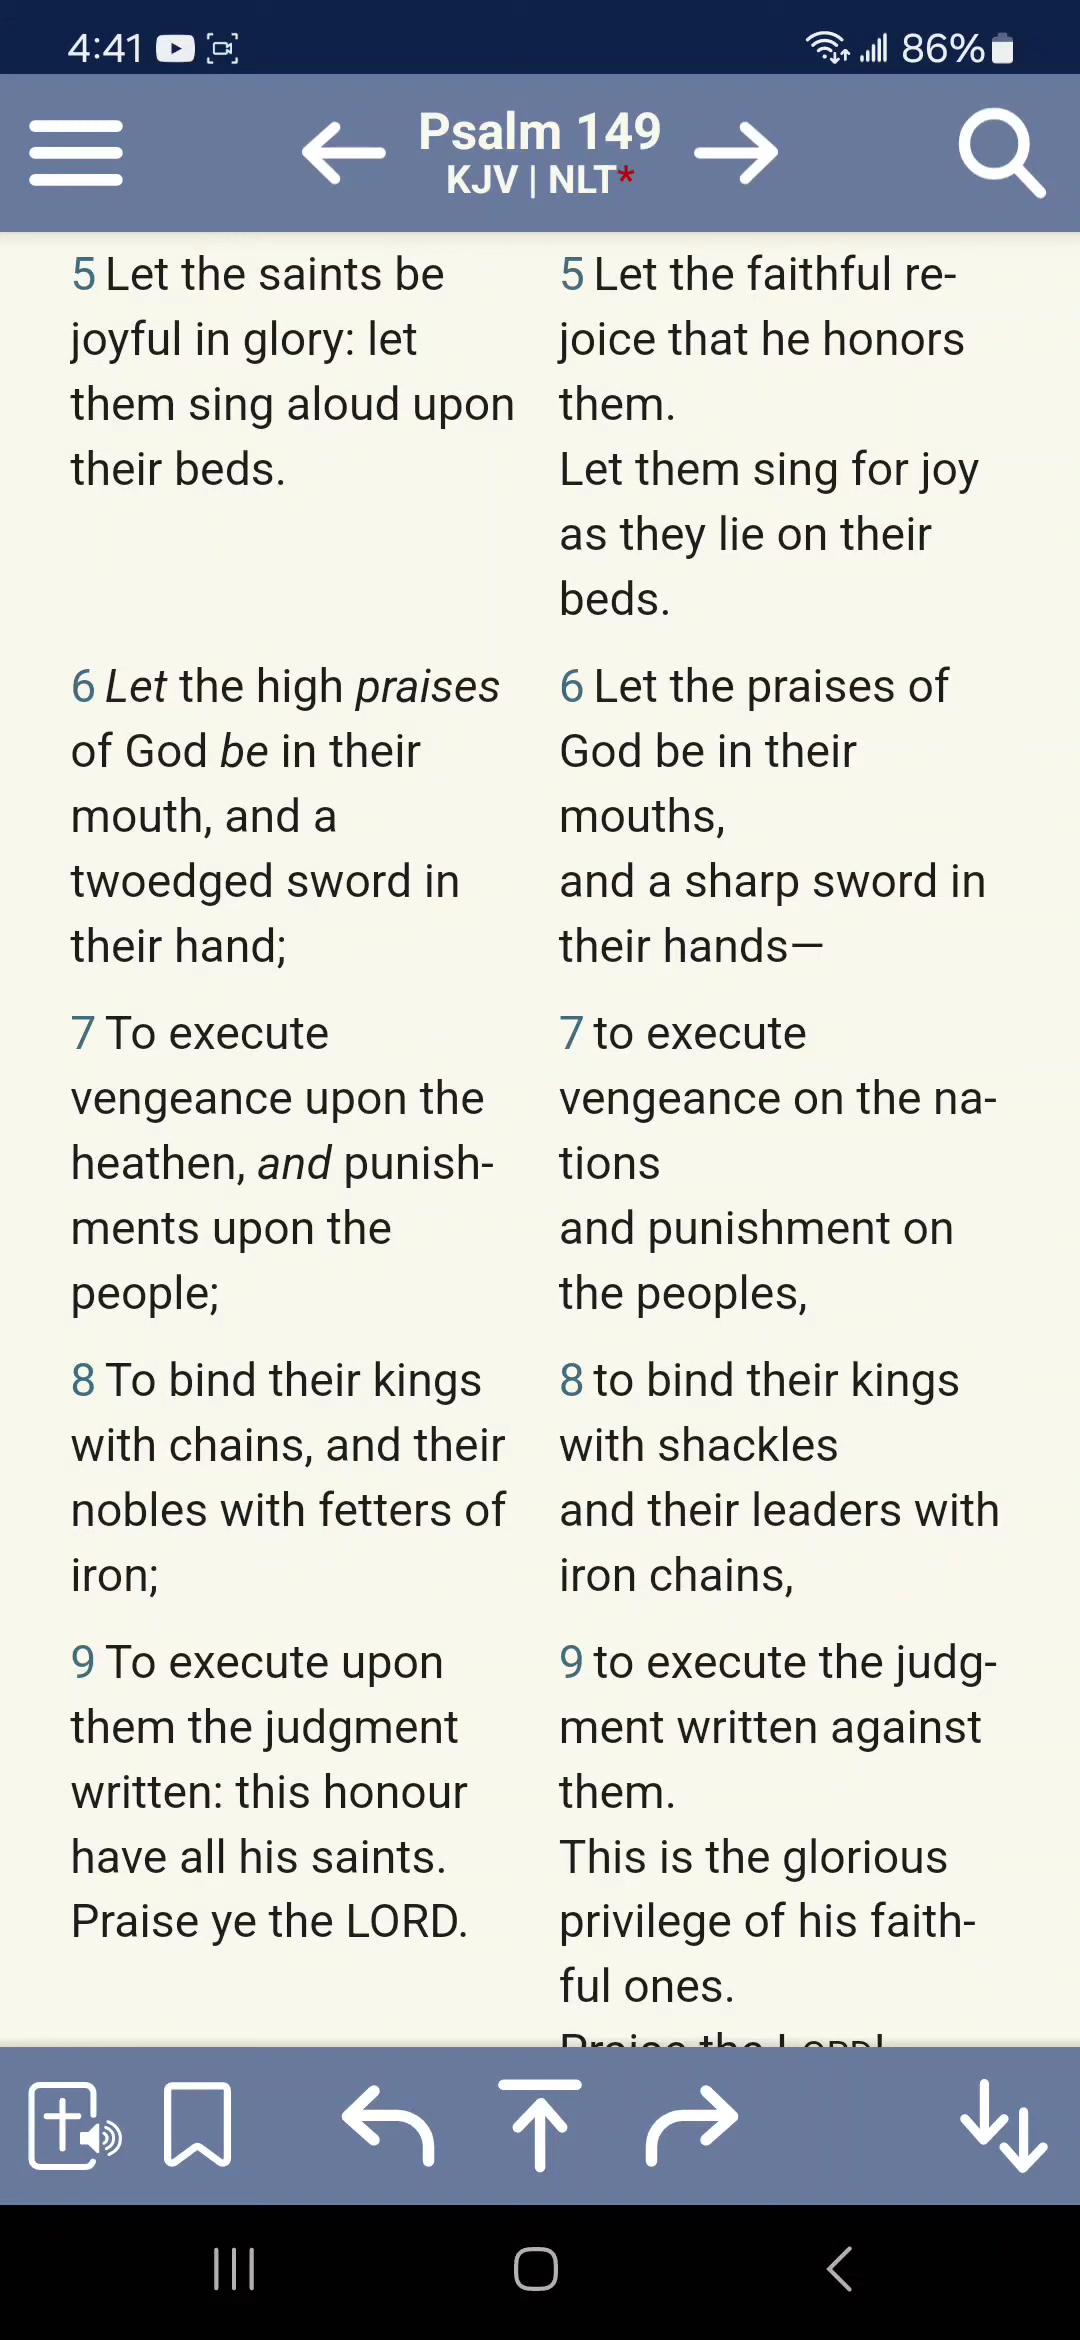 4:41
86%
Psalm 149
KJV | NLT*
5 Let the saints be
joyful in glory: let
them sing aloud upon
their beds.
5 Let the faithful re-
joice that he honors
them.
Let them sing for joy
as they lie on their
beds.
6 Let the high praises
of God be in their
mouth, and a
twoedged sword in
their hand;
6 Let the praises of
God be in their
mouths,
and a sharp sword in
their hands—
7 To execute
vengeance upon the
heathen, and punish-
ments upon the
people;
7 to execute
vengeance on the na-
tions
and punishment on
the peoples,
8 To bind their kings
with chains, and their
nobles with fetters of
iron;
8 to bind their kings
with shackles
and their leaders with
iron chains,
9 To execute upon
them the judgment
written: this honour
have all his saints.
Praise ye the LORD.
9 to execute the judg-
ment written against
them.
This is the glorious
privilege of his faith-
ful ones.
Praise the LORD!